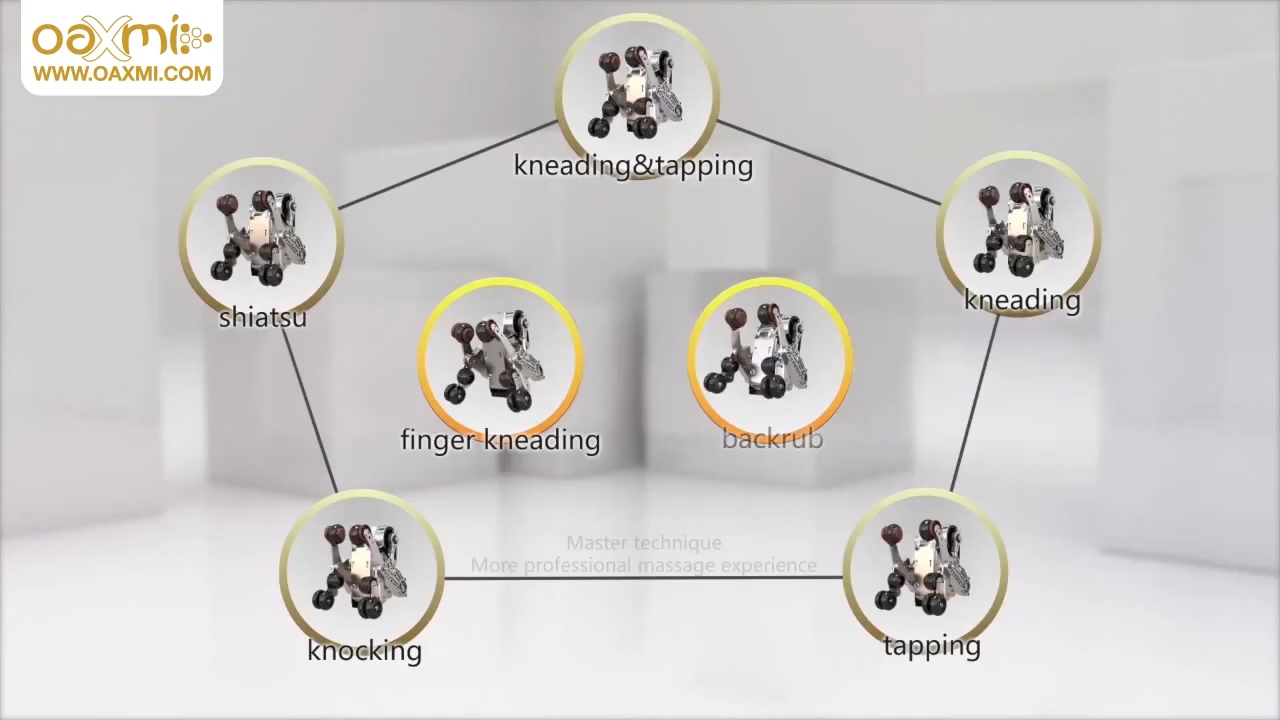 oaxmi
WWW.OAXMI.COM
kneading&tapping
shiatsu
kneading
finger kneading
backrub
Master technique
More professional massage experience
knocking
tapping